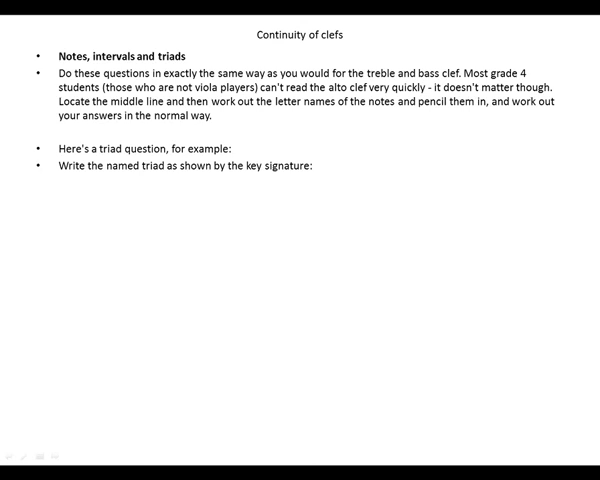 Continuity of clefs
• Notes, intervals and triads
• Do these questions in exactly the same way as you would for the treble and bass clef. Most grade 4
students (those who are not viola players) can't read the alto clef very quickly - it doesn't matter though.
Locate the middle line and then work out the letter names of the notes and pencil them in, and work out
your answers in the normal way.
• Here's a triad question, for example:
• Write the named triad as shown by the key signature: